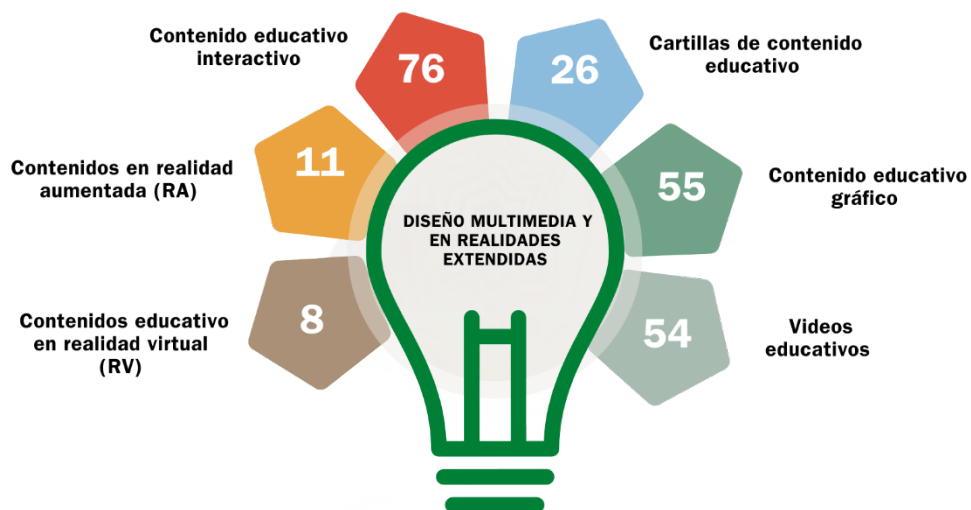 Contenido educativo
interactivo
76
26
Cartillas de contenido
educativo
Contenidos en realidad
aumentada (RA)
11
55
Contenido educativo
gráfico
DISEÑO MULTIMEDIA Y
EN REALIDADES
EXTENDIDAS
Contenidos educativo
en realidad virtual
(RV)
8
54
Videos
educativos